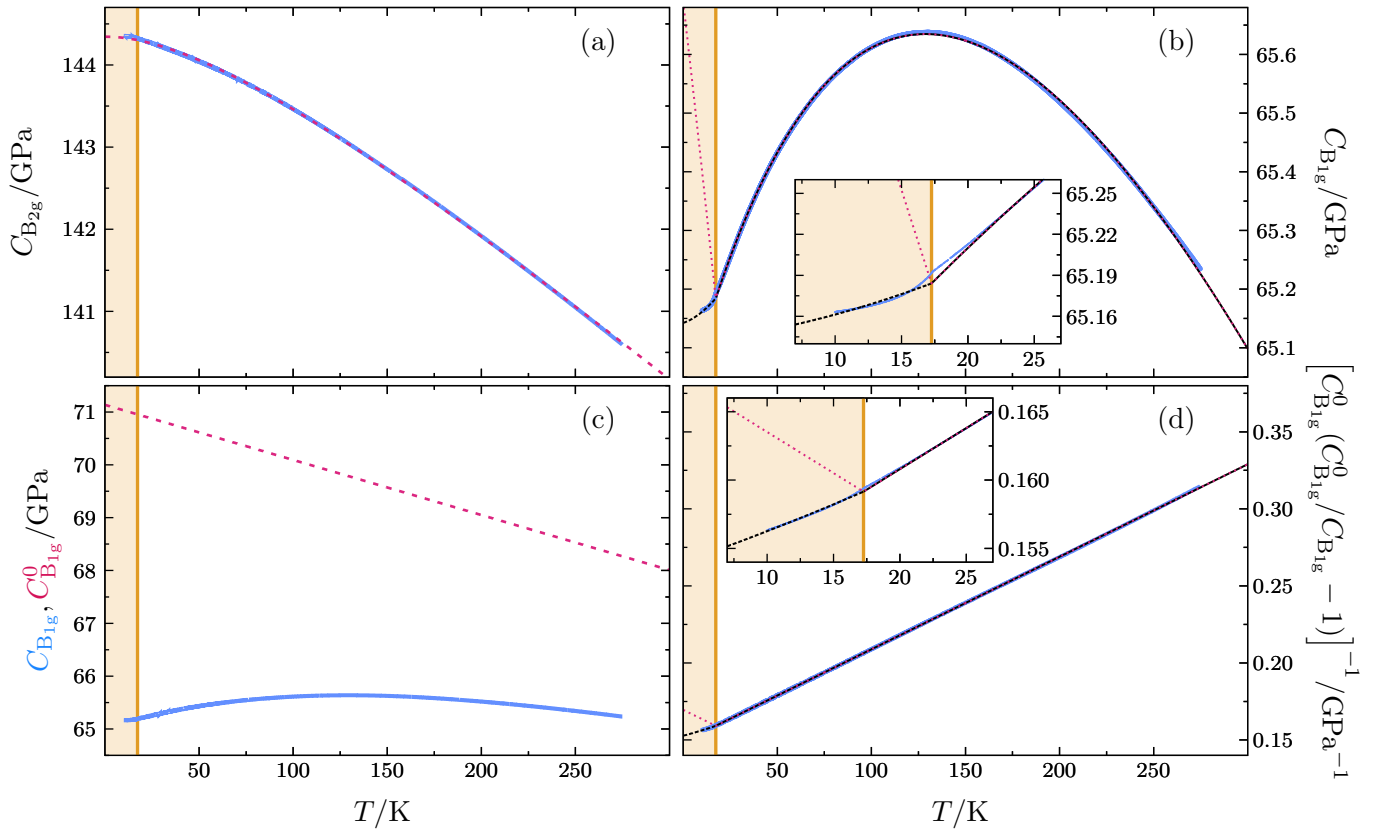 (a)
144
143
142
141
C_{B_{2g}}/GPa
(b)
65.6
65.5
65.4
65.3
65.2
65.1
C_{B_{1g}}/GPa
65.25
65.22
65.19
65.16
10 15 20 25
(c)
71
70
69
68
67
66
65
C_{B_{1g}}, C^0_{B_{1g}}/GPa
50 100 150 200 250
T/K
(d)
0.35
0.30
0.25
0.20
0.15
[C^0_{B_{1g}}(C^0_{B_{1g}}/C_{B_{1g}} − 1)]^{−1}/GPa^{−1}
0.165
0.160
0.155
10 15 20 25
50 100 150 200 250
T/K